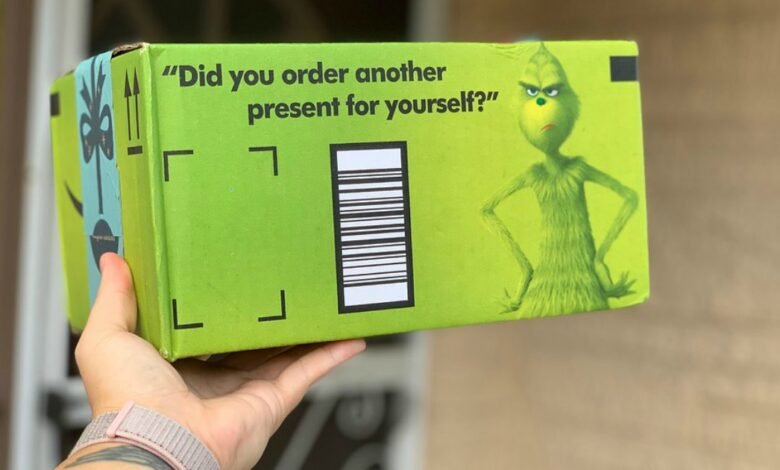 “Did you order another
present for yourself?”